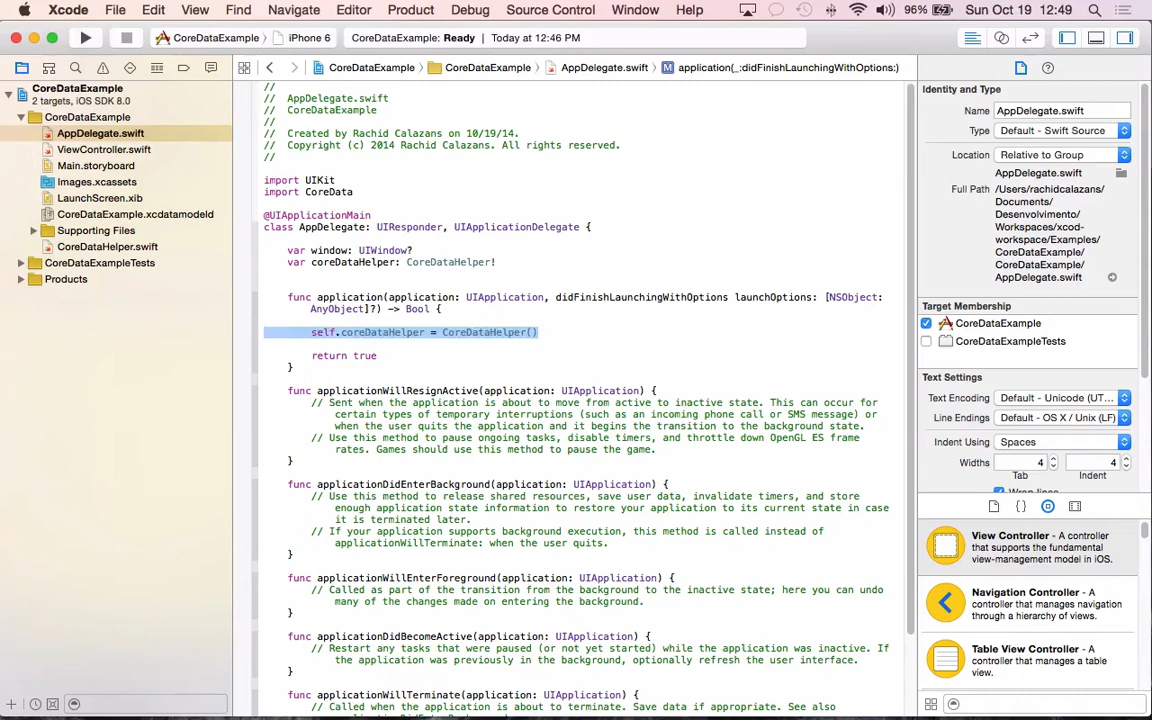 Xcode File Edit View Find Navigate Editor Product Debug Source Control Window Help 96% Sun Oct 19 12:49
CoreDataExample iPhone 6 CoreDataExample: Ready Today at 12:46 PM
CoreDataExample CoreDataExample AppDelegate.swift M application(_:didFinishLaunchingWithOptions:)
CoreDataExample
2 targets, iOS SDK 8.0
CoreDataExample
AppDelegate.swift
ViewController.swift
Main.storyboard
Images.xcassets
LaunchScreen.xib
CoreDataExample.xcdatamodeld
Supporting Files
CoreDataHelper.swift
CoreDataExampleTests
Products
//
// AppDelegate.swift
// CoreDataExample
//
// Created by Rachid Calazans on 10/19/14.
// Copyright (c) 2014 Rachid Calazans. All rights reserved.
//
import UIKit
import CoreData
@UIApplicationMain
class AppDelegate: UIResponder, UIApplicationDelegate {
var window: UIWindow?
var coreDataHelper: CoreDataHelper!
func application(application: UIApplication, didFinishLaunchingWithOptions launchOptions: [NSObject:
AnyObject]?) -> Bool {
self.coreDataHelper = CoreDataHelper()
return true
}
func applicationWillResignActive(application: UIApplication) {
// Sent when the application is about to move from active to inactive state. This can occur for
certain types of temporary interruptions (such as an incoming phone call or SMS message) or
when the user quits the application and it begins the transition to the background state.
// Use this method to pause ongoing tasks, disable timers, and throttle down OpenGL ES frame
rates. Games should use this method to pause the game.
}
func applicationDidEnterBackground(application: UIApplication) {
// Use this method to release shared resources, save user data, invalidate timers, and store
enough application state information to restore your application to its current state in case
it is terminated later.
// If your application supports background execution, this method is called instead of
applicationWillTerminate: when the user quits.
}
func applicationWillEnterForeground(application: UIApplication) {
// Called as part of the transition from the background to the inactive state; here you can undo
many of the changes made on entering the background.
}
func applicationDidBecomeActive(application: UIApplication) {
// Restart any tasks that were paused (or not yet started) while the application was inactive. If
the application was previously in the background, optionally refresh the user interface.
}
func applicationWillTerminate(application: UIApplication) {
// Called when the application is about to terminate. Save data if appropriate. See also
Identity and Type
Name AppDelegate.swift
Type Default - Swift Source
Location Relative to Group
AppDelegate.swift
Full Path /Users/rachidcalazans/
Documents/
Desenvolvimento/
Workspaces/xcod-
workspace/Examples/
CoreDataExample/
CoreDataExample/
AppDelegate.swift
Target Membership
CoreDataExample
CoreDataExampleTests
Text Settings
Text Encoding Default - Unicode (UT...
Line Endings Default - OS X / Unix (LF)
Indent Using Spaces
Widths 4 4
Tab Indent
Wrap lines
View Controller - A controller
that supports the fundamental
view-management model in iOS.
Navigation Controller - A
controller that manages navigation
through a hierarchy of views.
Table View Controller - A
controller that manages a table
view.